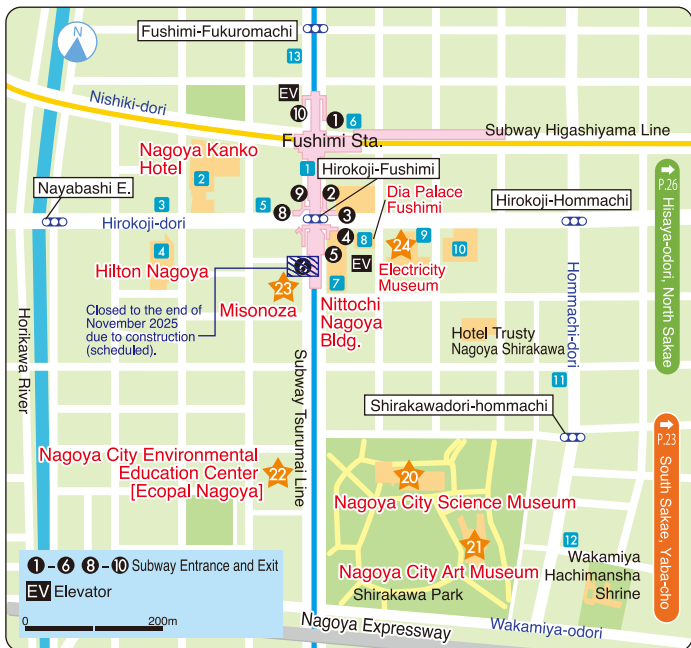 Fushimi-Fukuromachi
N
13
EV
Nishiki-dori
10
1
6
Subway Higashiyama Line
Fushimi Sta.
Nagoya Kanko
Hotel
1
Hirokoji-Fushimi
2
Nayabashi E.
3
5
9
2
Dia Palace
Fushimi
Hirokoji-Hommachi
8
3
Hirokoji-dori
4
4
8
24
9
10
5
EV
Hilton Nagoya
Electricity
Museum
23
7
Misonoza
Nittochi
Nagoya
Bldg.
Closed to the end of
November 2025
due to construction
(scheduled).
Horikawa River
Subway Tsurumai Line
Hommachi-dori
Hotel Trusty
Nagoya Shirakawa
11
Shirakawadori-hommachi
P.26
Hisaya-odori, North Sakae
P.23
South Sakae, Yaba-cho
Nagoya City Environmental
Education Center
[Ecopal Nagoya]
22
20
Nagoya City Science Museum
21
Nagoya City Art Museum
Shirakawa Park
12
Wakamiya
Hachimansha
Shrine
1 - 6 8 - 10 Subway Entrance and Exit
EV Elevator
0 200m
Nagoya Expressway
Wakamiya-odori